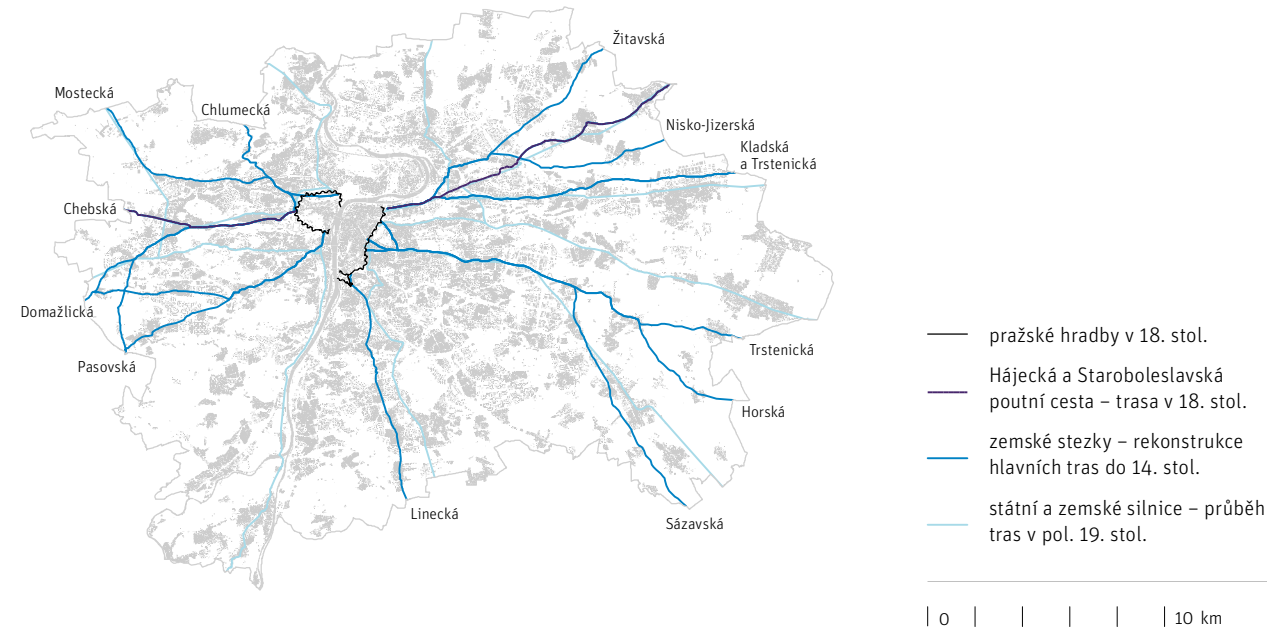 Žitavská
Mostecká
Chlumecká
Nisko-Jizerská
Kladská
a Trstenická
Chebská
Domažlická
Pasovská
Trstenická
Horská
Linecká
Sázavská
pražské hradby v 18. stol.
Hájecká a Staroboleslavská
poutní cesta – trasa v 18. stol.
zemské stezky – rekonstrukce
hlavních tras do 14. stol.
státní a zemské silnice – průběh
tras v pol. 19. stol.
0 10 km